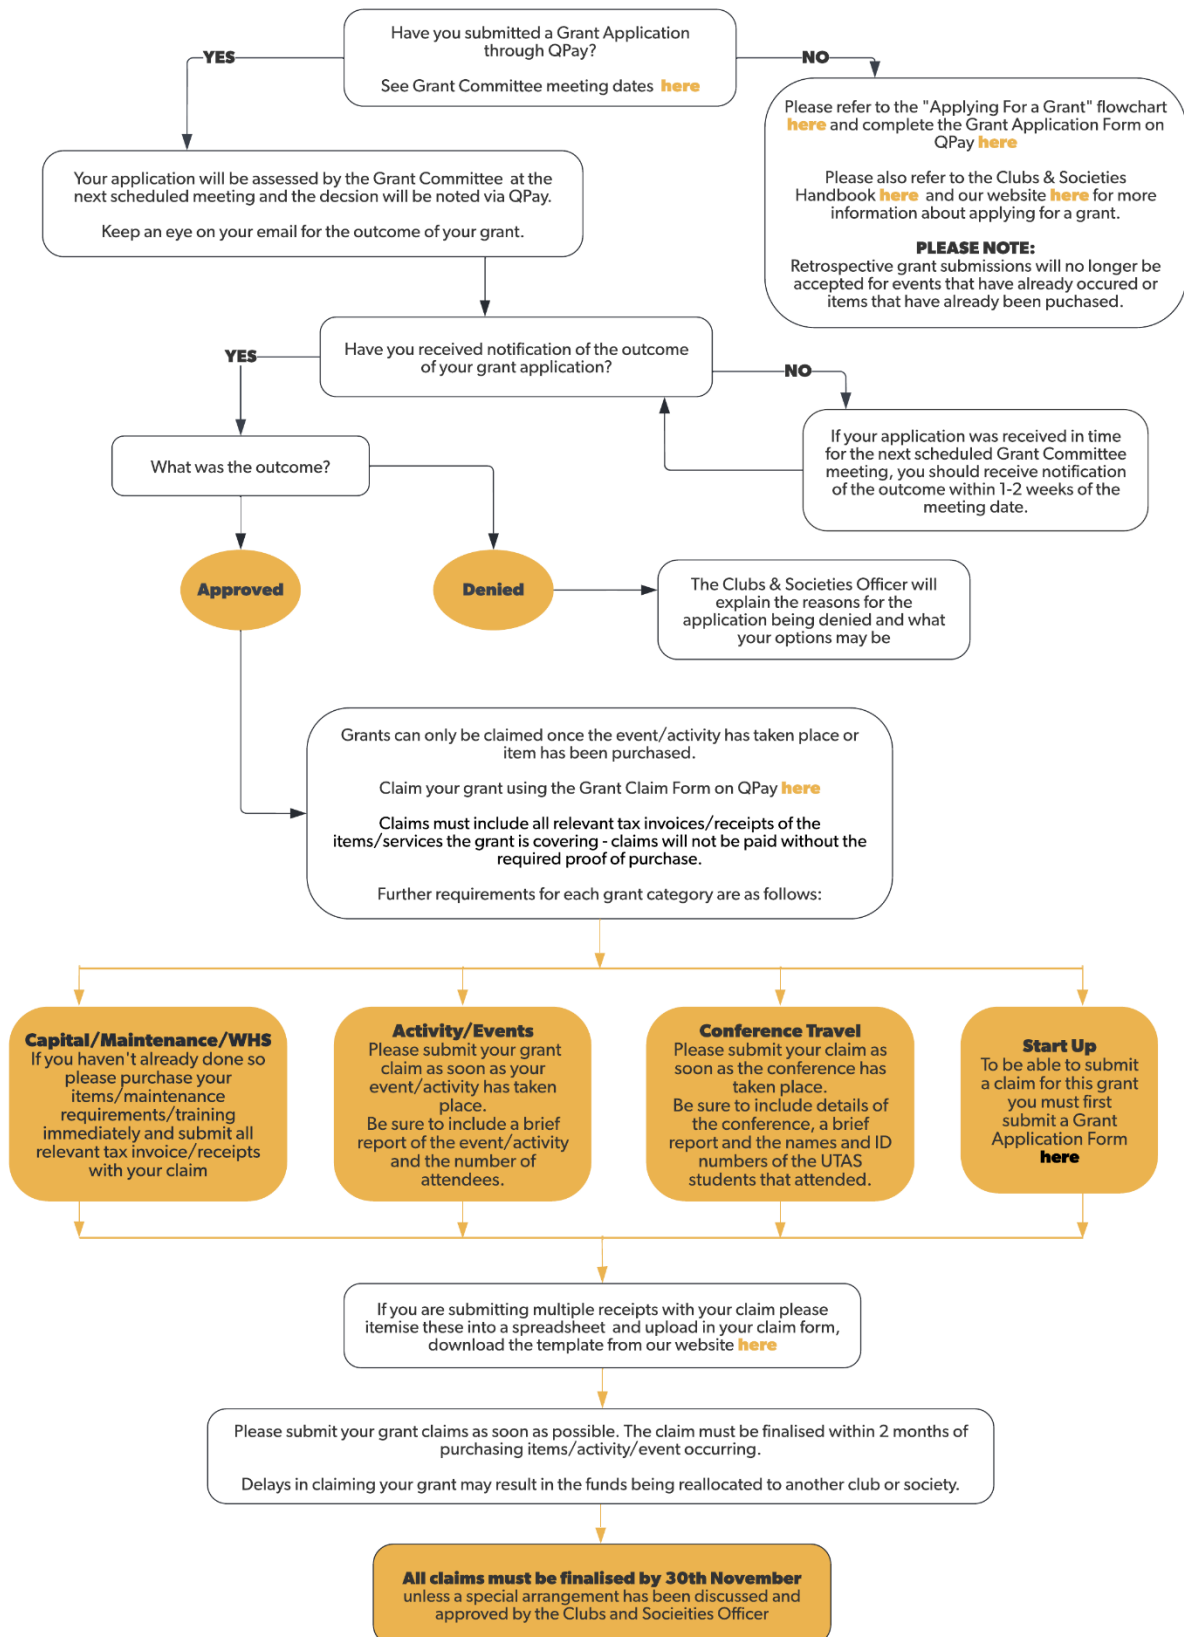 Have you submitted a Grant Application
through QPay?
See Grant Committee meeting dates here
YES
NO
Please refer to the "Applying For a Grant" flowchart
here and complete the Grant Application Form on
QPay here
Please also refer to the Clubs & Societies
Handbook here and our website here for more
information about applying for a grant.
PLEASE NOTE:
Retrospective grant submissions will no longer be
accepted for events that have already occured or
items that have already been puchased.
Your application will be assessed by the Grant Committee at the
next scheduled meeting and the decsion will be noted via QPay.
Keep an eye on your email for the outcome of your grant.
Have you received notification of the outcome
of your grant application?
YES
NO
If your application was received in time
for the next scheduled Grant Committee
meeting, you should receive notification
of the outcome within 1-2 weeks of the
meeting date.
What was the outcome?
Approved
Denied
The Clubs & Societies Officer will
explain the reasons for the
application being denied and what
your options may be
Grants can only be claimed once the event/activity has taken place or
item has been purchased.
Claim your grant using the Grant Claim Form on QPay here
Claims must include all relevant tax invoices/receipts of the
items/services the grant is covering - claims will not be paid without the
required proof of purchase.
Further requirements for each grant category are as follows:
Capital/Maintenance/WHS
If you haven't already done so
please purchase your
items/maintenance
requirements/training
immediately and submit all
relevant tax invoice/receipts
with your claim
Activity/Events
Please submit your grant
claim as soon as your
event/activity has taken
place.
Be sure to include a brief
report of the event/activity
and the number of
attendees.
Conference Travel
Please submit your claim as
soon as the conference has
taken place.
Be sure to include details of
the conference, a brief
report and the names and ID
numbers of the UTAS
students that attended.
Start Up
To be able to submit
a claim for this grant
you must first
submit a Grant
Application Form
here
If you are submitting multiple receipts with your claim please
itemise these into a spreadsheet and upload in your claim form,
download the template from our website here
Please submit your grant claims as soon as possible. The claim must be finalised within 2 months of
purchasing items/activity/event occurring.
Delays in claiming your grant may result in the funds being reallocated to another club or society.
All claims must be finalised by 30th November
unless a special arrangement has been discussed and
approved by the Clubs and Socieities Officer